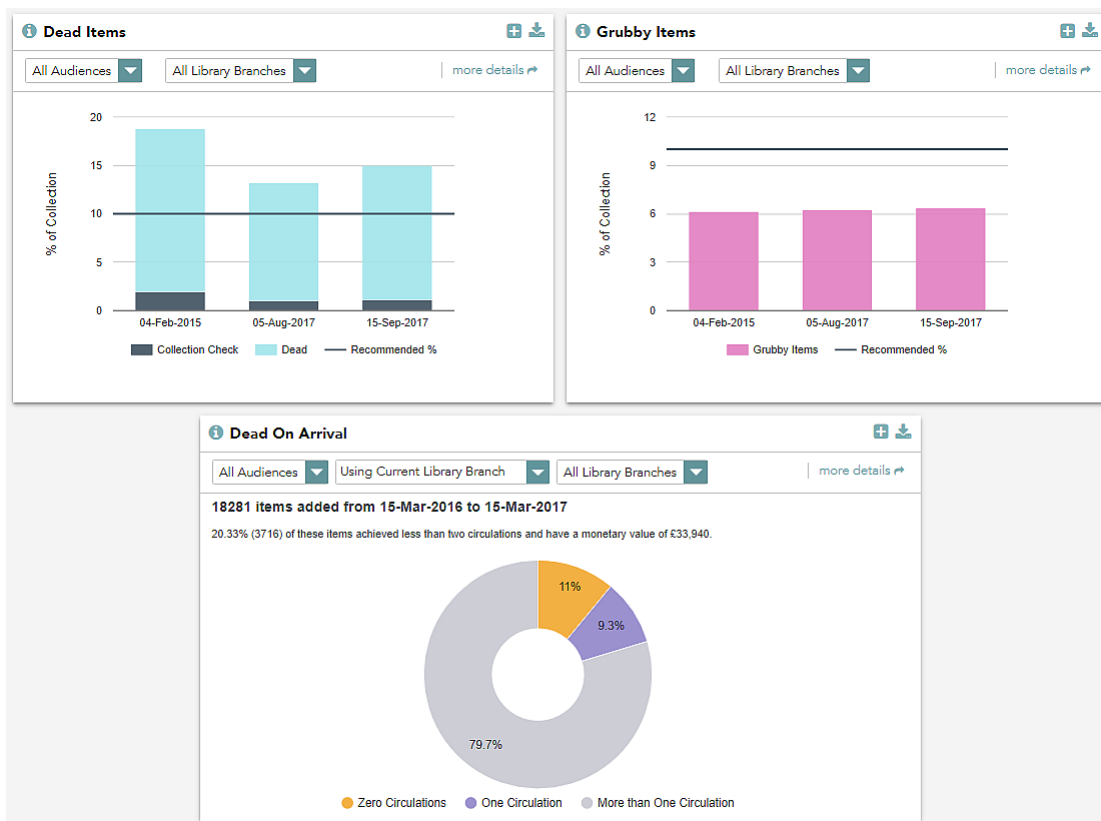 Dead Items
All Audiences
All Library Branches
more details
20
15
10
5
0
% of Collection
04-Feb-2015
05-Aug-2017
15-Sep-2017
Collection Check
Dead
Recommended %
Grubby Items
All Audiences
All Library Branches
more details
12
9
6
3
0
% of Collection
04-Feb-2015
05-Aug-2017
15-Sep-2017
Grubby Items
Recommended %
Dead On Arrival
All Audiences
Using Current Library Branch
All Library Branches
more details
18281 items added from 15-Mar-2016 to 15-Mar-2017
20.33% (3716) of these items achieved less than two circulations and have a monetary value of £33,940.
11%
9.3%
79.7%
Zero Circulations
One Circulation
More than One Circulation